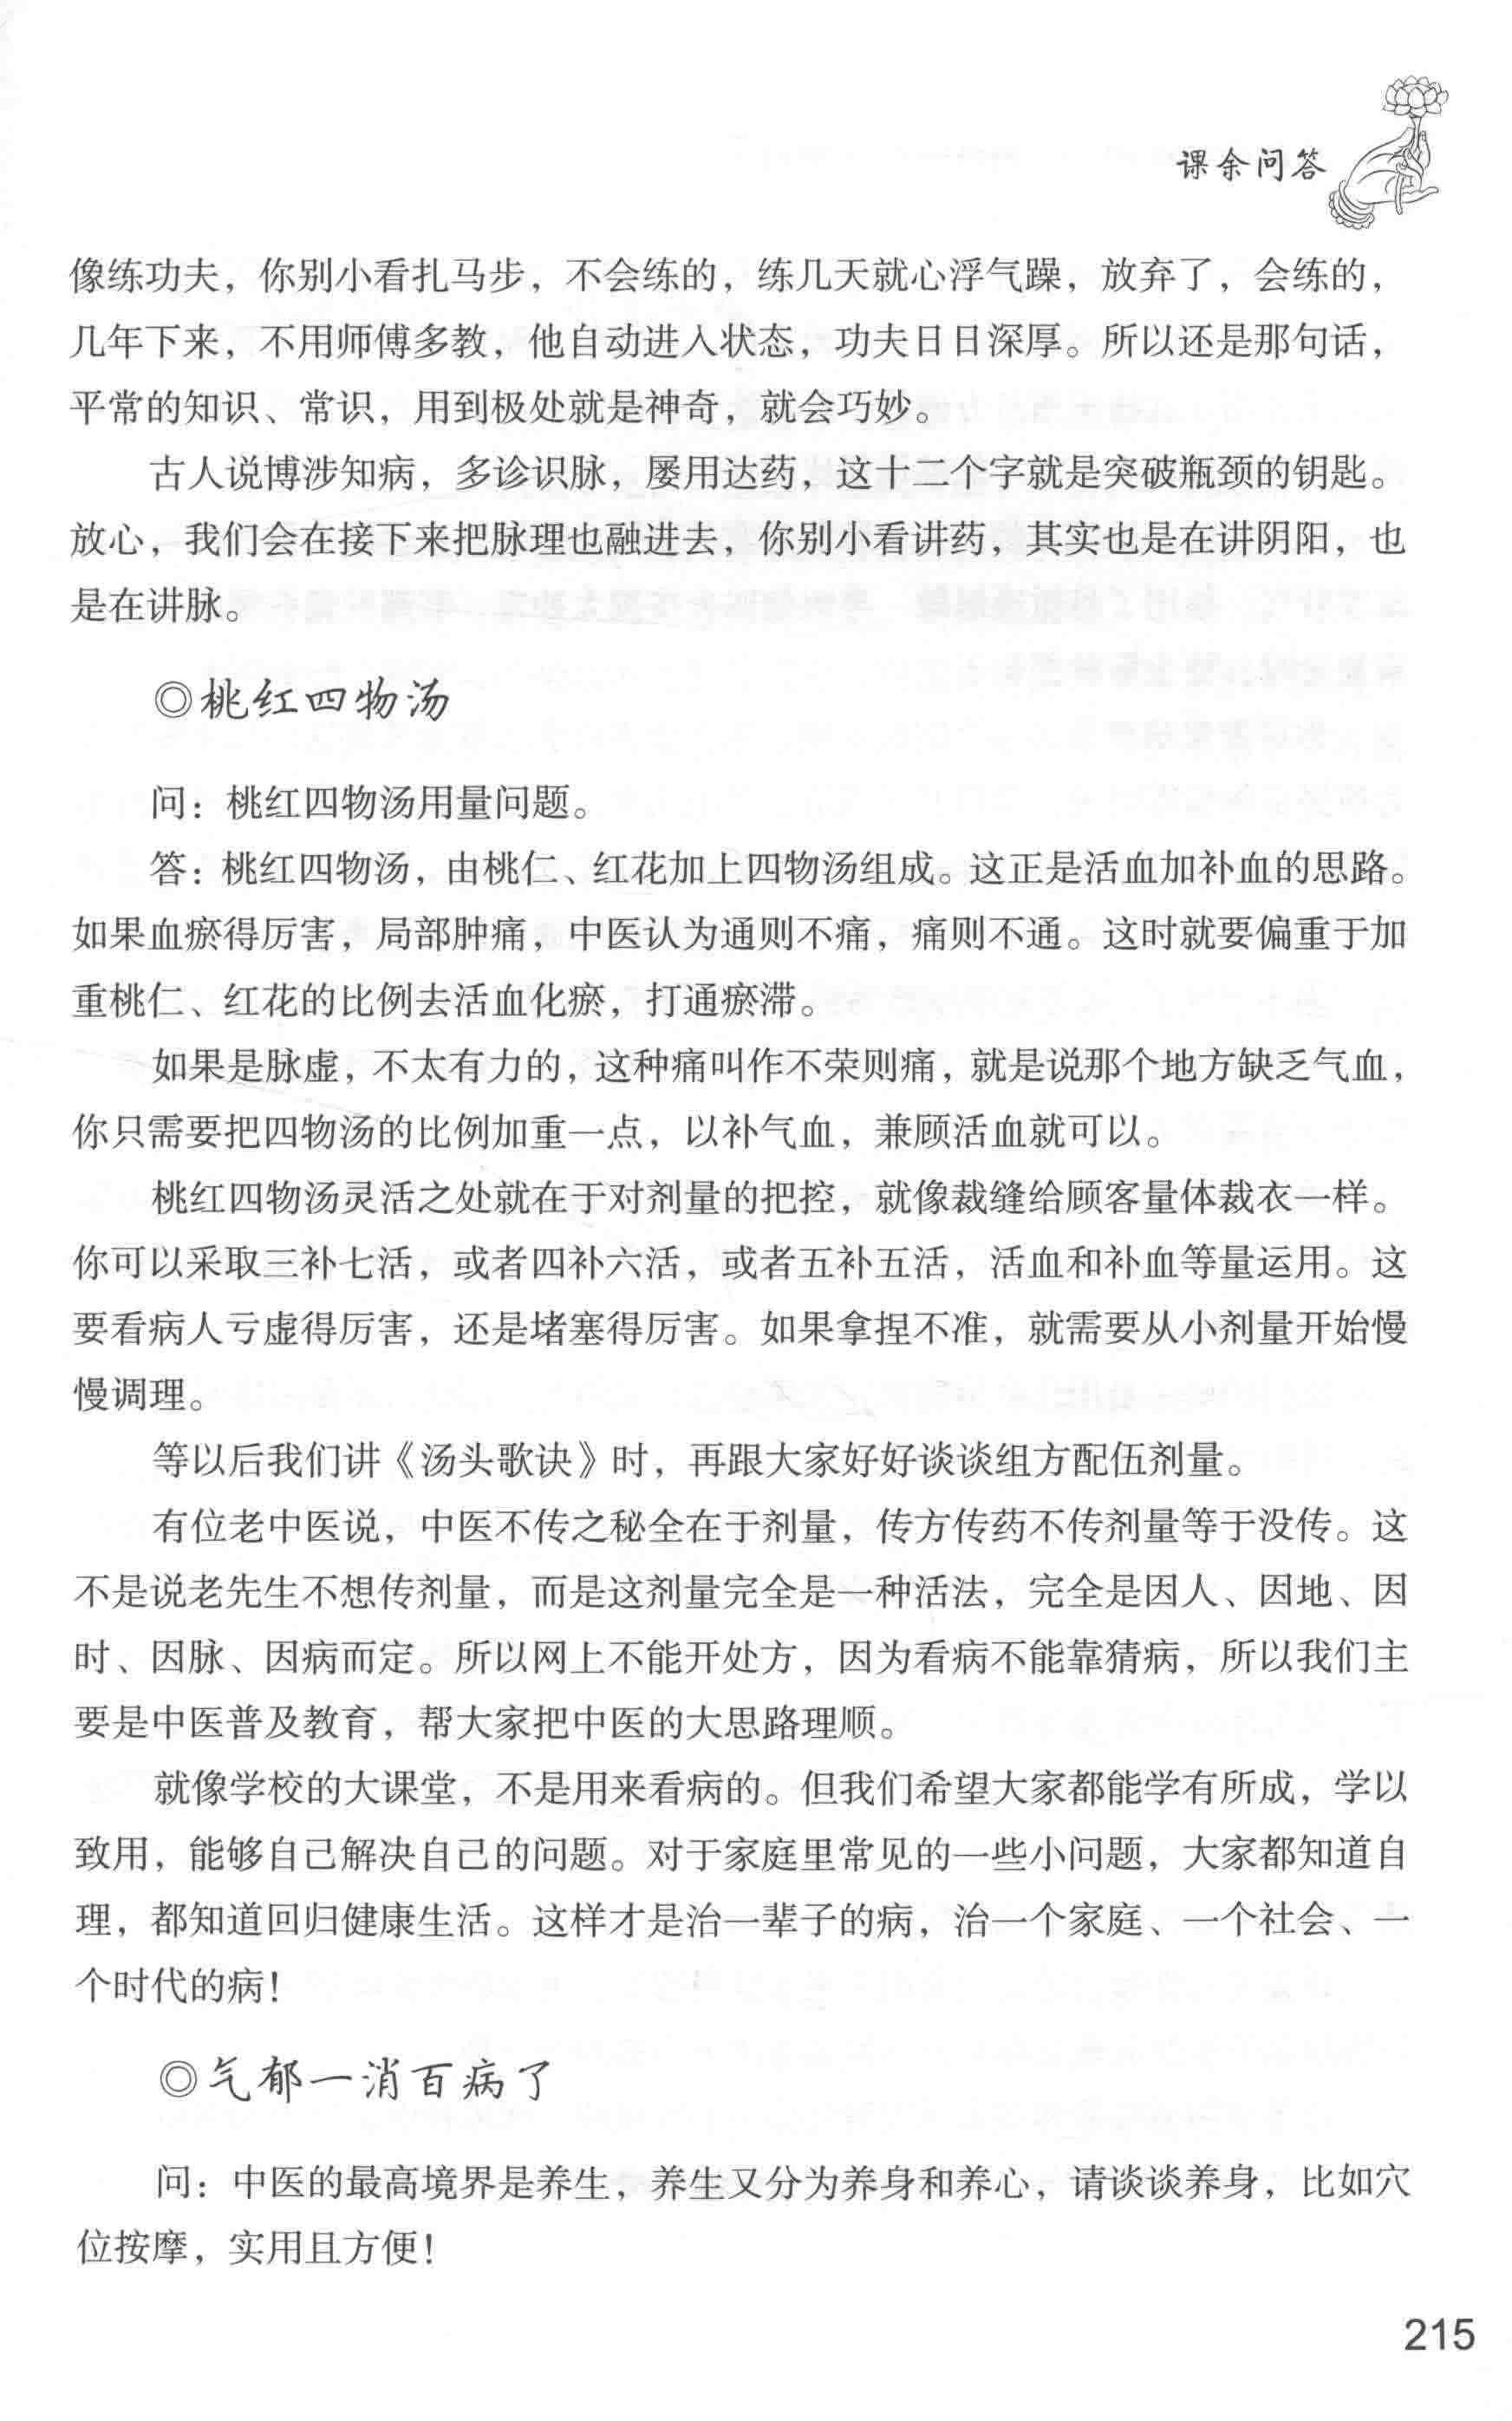 课余问答
像练功夫，你别小看扎马步，不会练的，练几天就心浮气躁，放弃了，会练的，
几年下来，不用师傅多教，他自动进入状态，功夫日日深厚。所以还是那句话，
平常的知识、常识，用到极处就是神奇，就会巧妙。
古人说博涉知病，多诊识脉，屡用达药，这十二个字就是突破瓶颈的钥匙。
放心，我们会在接下来把脉理也融进去，你别小看讲药，其实也是在讲阴阳，也
是在讲脉。
◎桃红四物汤
问：桃红四物汤用量问题。
答：桃红四物汤，由桃仁、红花加上四物汤组成。这正是活血加补血的思路。
如果血瘀得厉害，局部肿痛，中医认为通则不痛，痛则不通。这时就要偏重于加
重桃仁、红花的比例去活血化瘀，打通瘀滞。
如果是脉虚，不太有力的，这种痛叫作不荣则痛，就是说那个地方缺乏气血，
你只需要把四物汤的比例加重一点，以补气血，兼顾活血就可以。
桃红四物汤灵活之处就在于对剂量的把控，就像裁缝给顾客量体裁衣一样。
你可以采取三补七活，或者四补六活，或者五补五活，活血和补血等量运用。这
要看病人亏虚得厉害，还是堵塞得厉害。如果拿捏不准，就需要从小剂量开始慢
慢调理。
等以后我们讲《汤头歌诀》时，再跟大家好好谈谈组方配伍剂量。
有位老中医说，中医不传之秘全在于剂量，传方传药不传剂量等于没传。这
不是说老先生不想传剂量，而是这剂量完全是一种活法，完全是因人、因地、因
时、因脉、因病而定。所以网上不能开处方，因为看病不能靠猜病，所以我们主
要是中医普及教育，帮大家把中医的大思路理顺。
就像学校的大课堂，不是用来看病的。但我们希望大家都能学有所成，学以
致用，能够自己解决自己的问题。对于家庭里常见的一些小问题，大家都知道自
理，都知道回归健康生活。这样才是治一辈子的病，治一个家庭、一个社会、一
个时代的病！
◎气郁一消百病了
问：中医的最高境界是养生，养生又分为养身和养心，请谈谈养身，比如穴
位按摩，实用且方便！
215